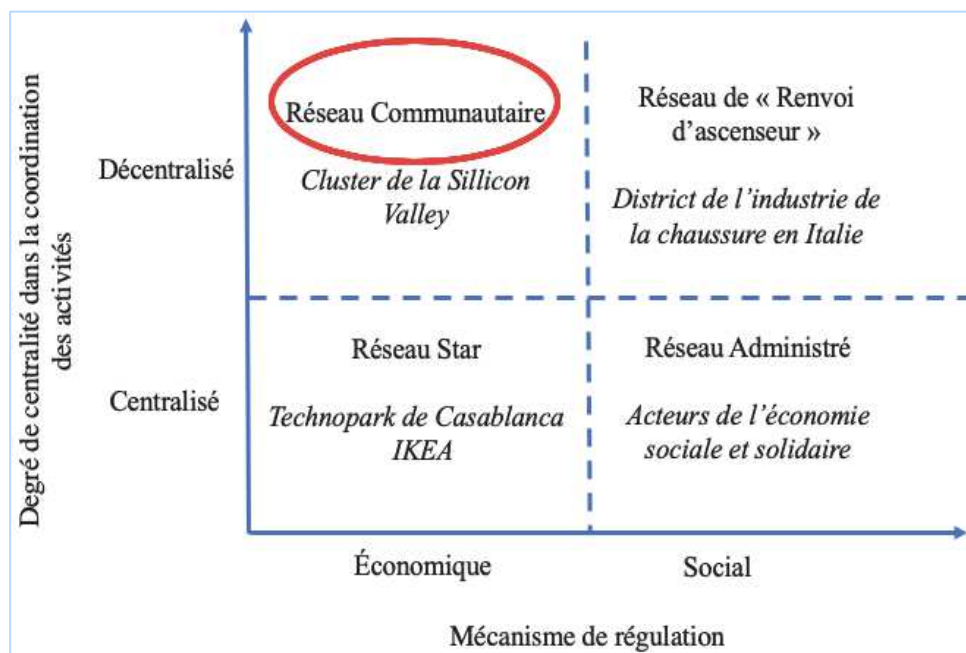 Degré de centralité dans la coordination
des activités
Décentralisé
Centralisé
Réseau Communautaire
Cluster de la Sillicon
Valley
Réseau de « Renvoi
d’ascenseur »
District de l’industrie de
la chaussure en Italie
Réseau Star
Technopark de Casablanca
IKEA
Réseau Administré
Acteurs de l’économie
sociale et solidaire
Économique
Social
Mécanisme de régulation